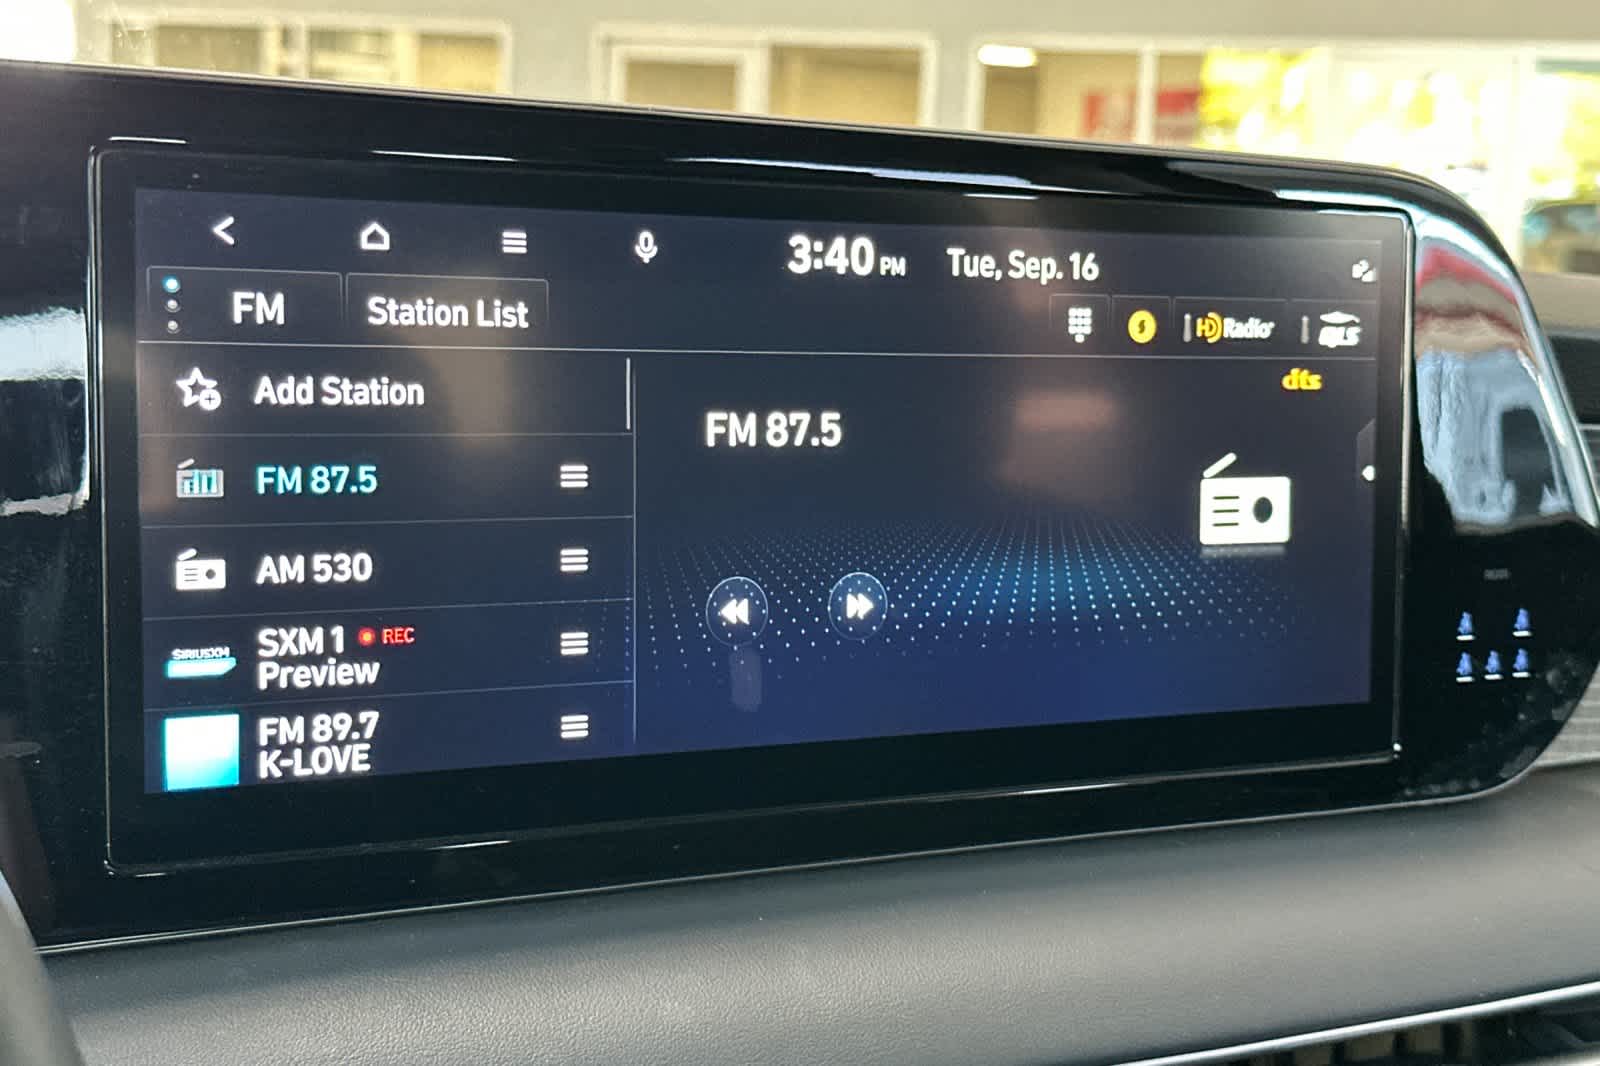 3:40 PM
Tue, Sep. 16
FM
Station List
HD Radio
dts
Add Station
FM 87.5
AM 530
SIRIUSXM
SXM 1 REC
Preview
FM 89.7
K-LOVE
FM 87.5